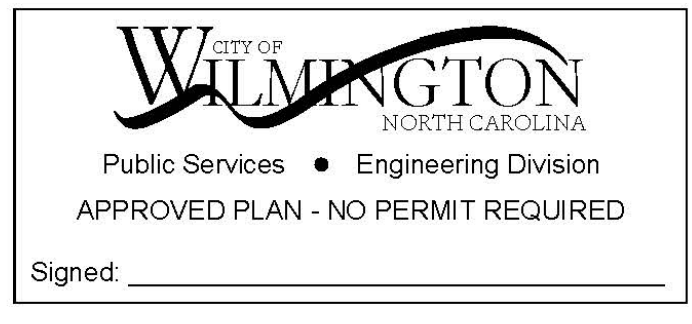 CITY OF
WILMINGTON
NORTH CAROLINA
Public Services ● Engineering Division
APPROVED PLAN - NO PERMIT REQUIRED
Signed: